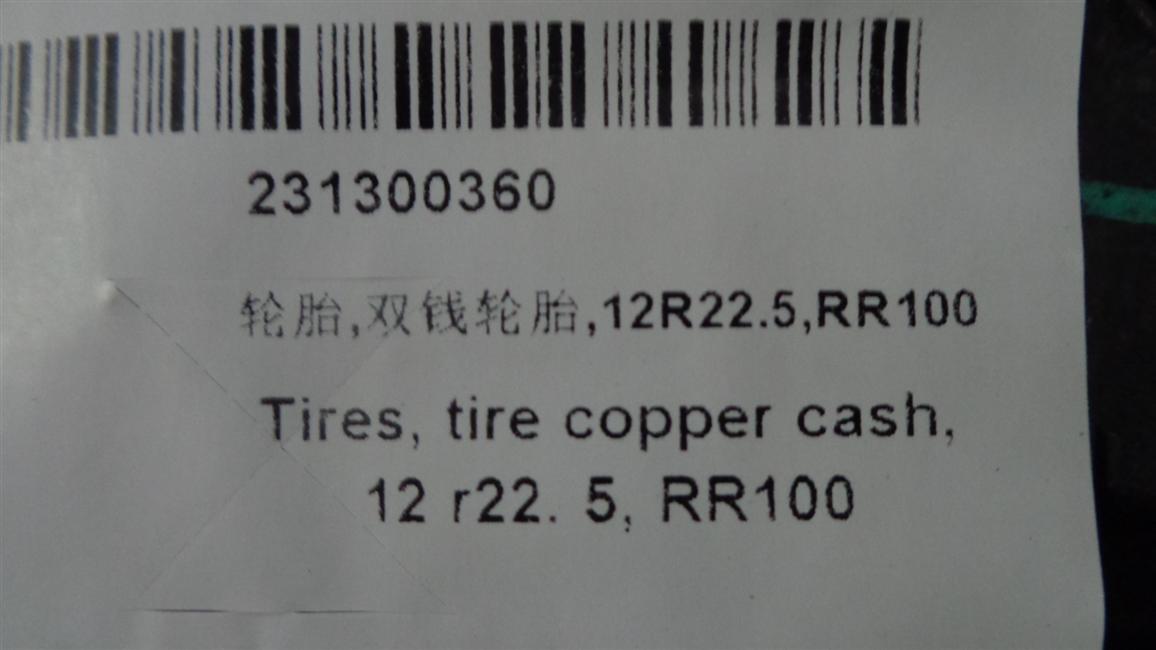 231300360
轮胎,双钱轮胎,12R22.5,RR100
Tires, tire copper cash,
12 r22. 5, RR100